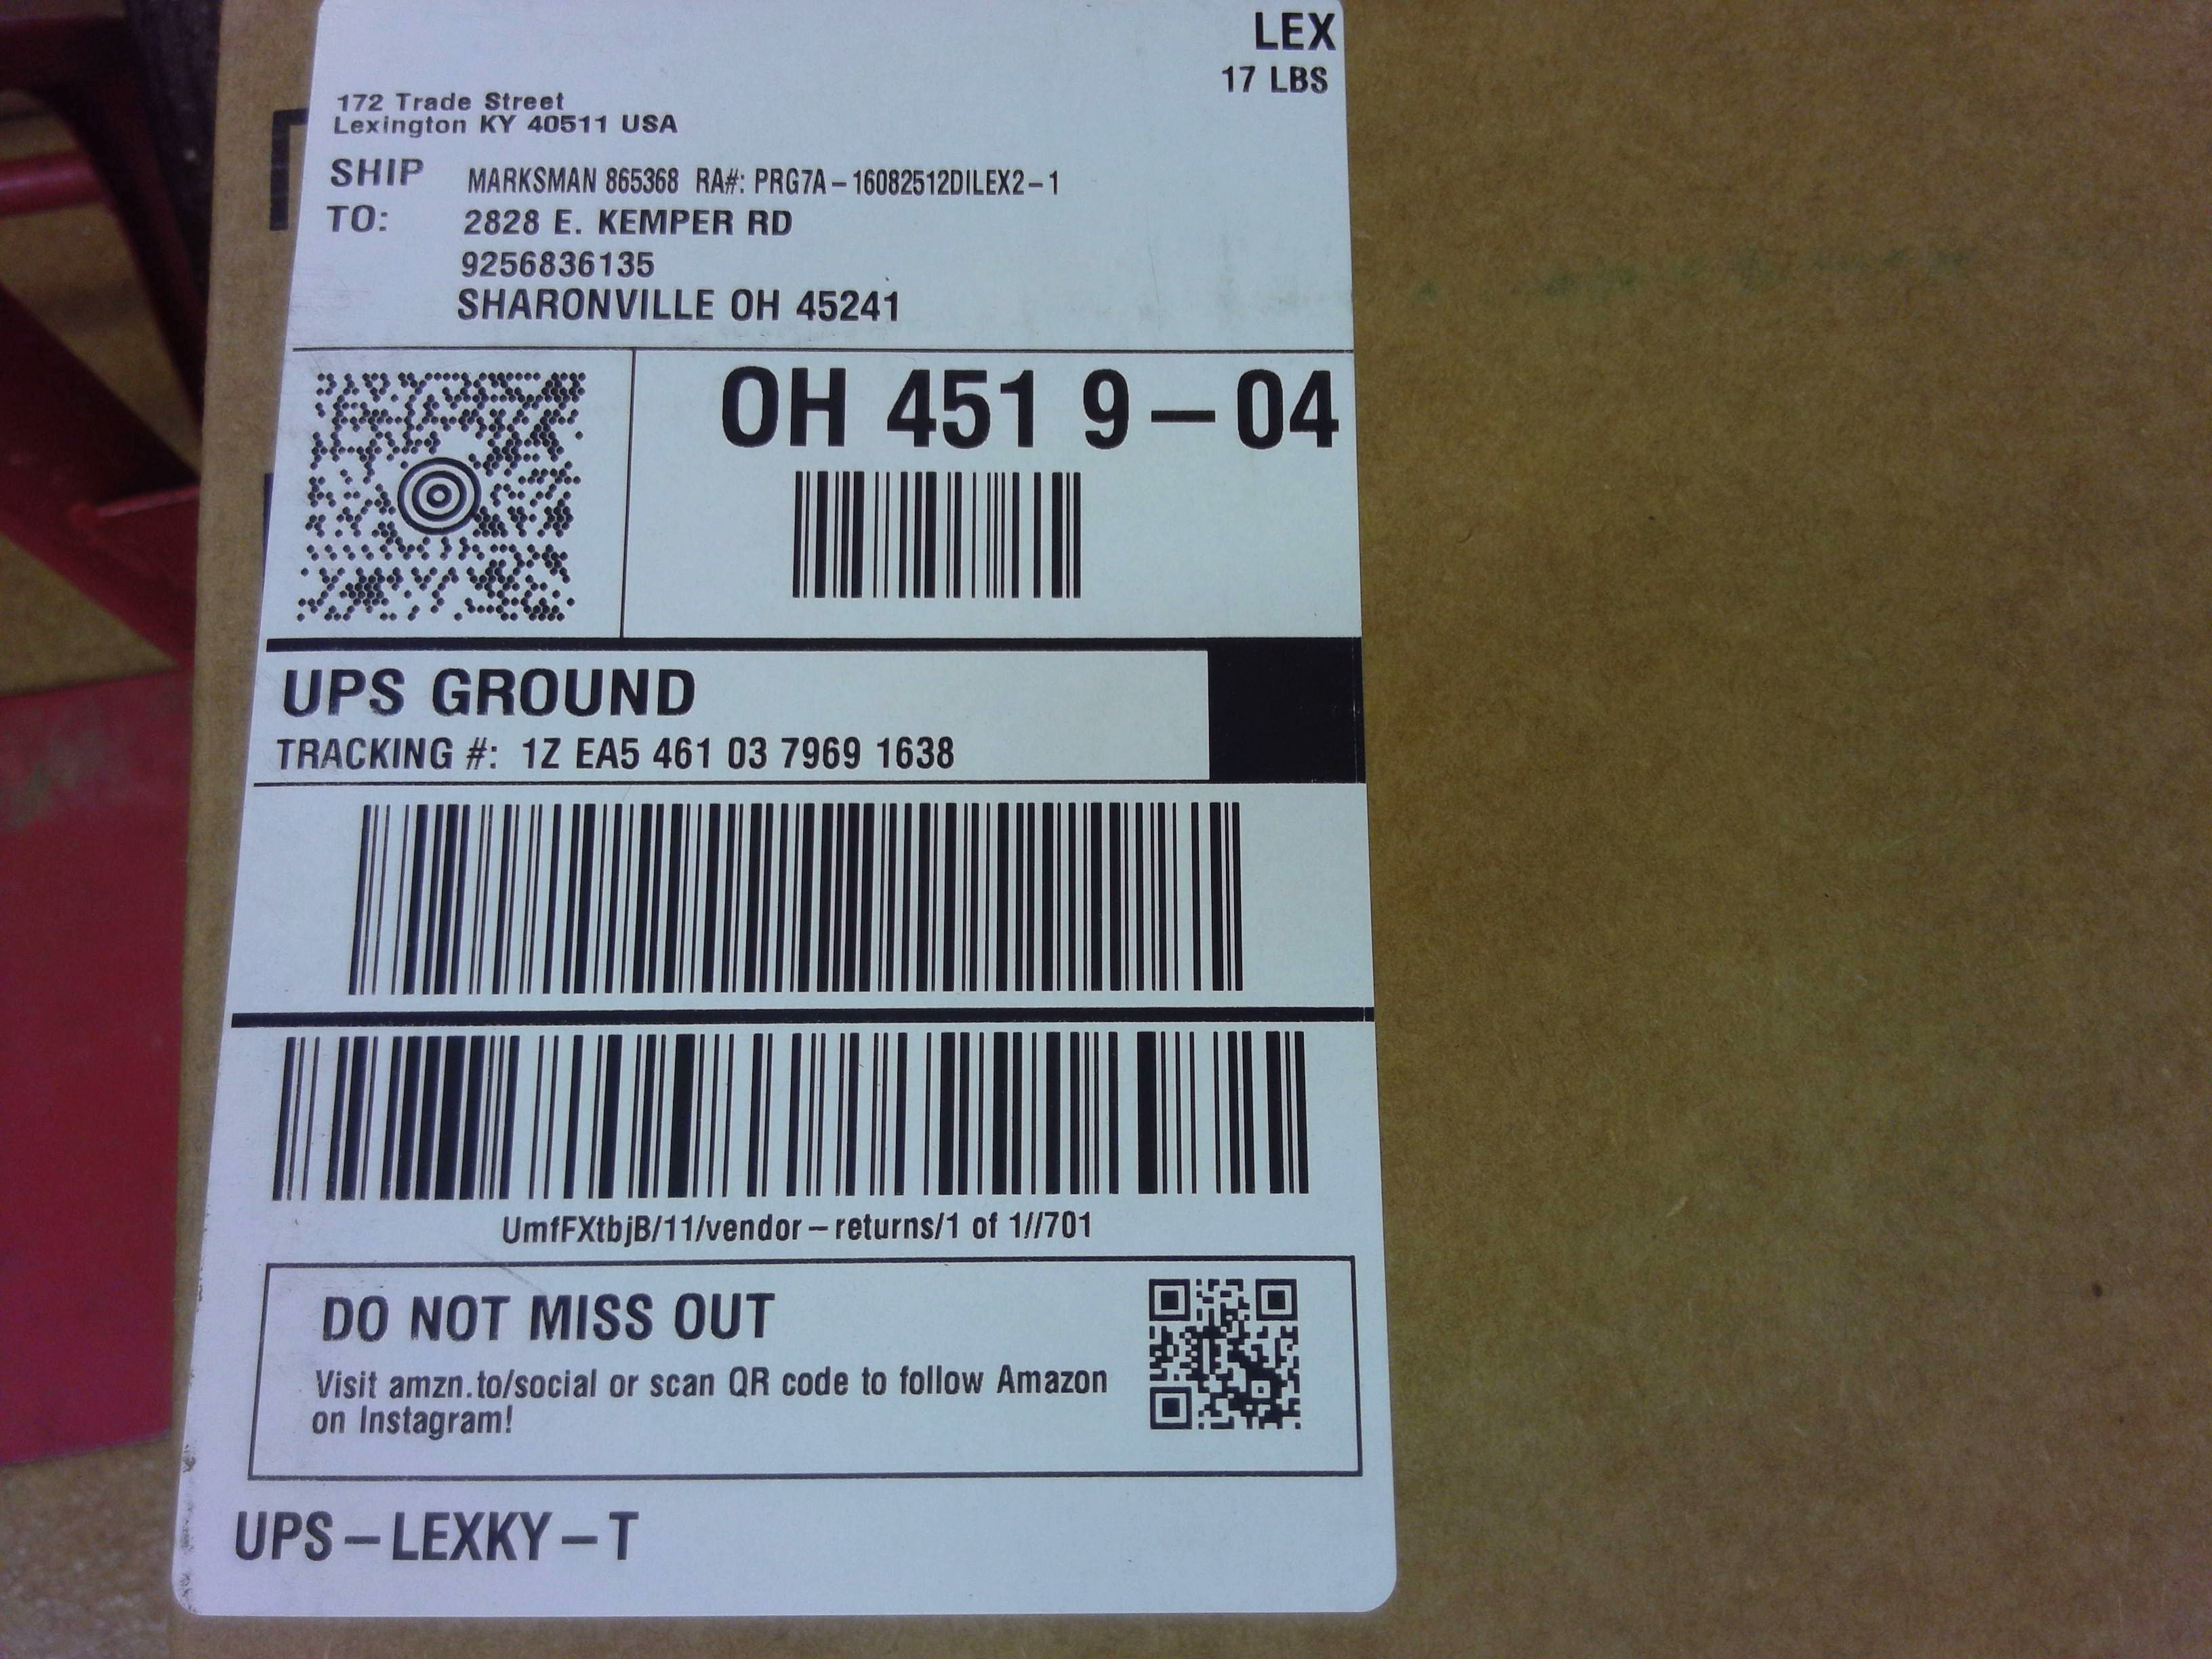 LEX
17 LBS
172 Trade Street
Lexington KY 40511 USA
SHIP TO:
MARKSMAN 865368 RA#: PRG7A-16082512DILEX2-1
2828 E. KEMPER RD
9256836135
SHARONVILLE OH 45241
OH 451 9-04
UPS GROUND
TRACKING #: 1Z EA5 461 03 7969 1638
UmfFXtbjB/11/vendor-returns/1 of 1//701
DO NOT MISS OUT
Visit amzn.to/social or scan QR code to follow Amazon
on Instagram!
UPS-LEXKY-T